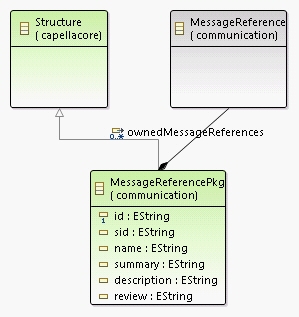 Structure
( capellacore)
MessageReference
( communication)
ownedMessageReferences
0..*
MessageReferencePkg
( communication)
1
id : EString
sid : EString
name : EString
summary : EString
description : EString
review : EString